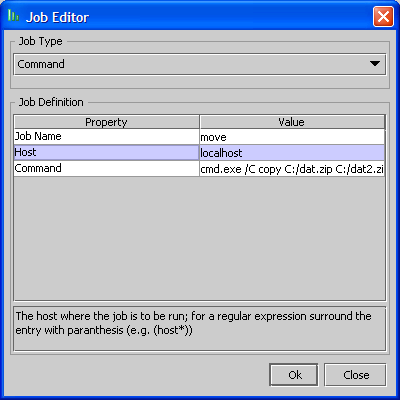 Job Editor
Job Type
Command
Job Definition
Property Value
Job Name move
Host localhost
Command cmd.exe /C copy C:/dat.zip C:/dat2.zi
The host where the job is to be run; for a regular expression surround the
entry with paranthesis (e.g. (host*))
Ok Close